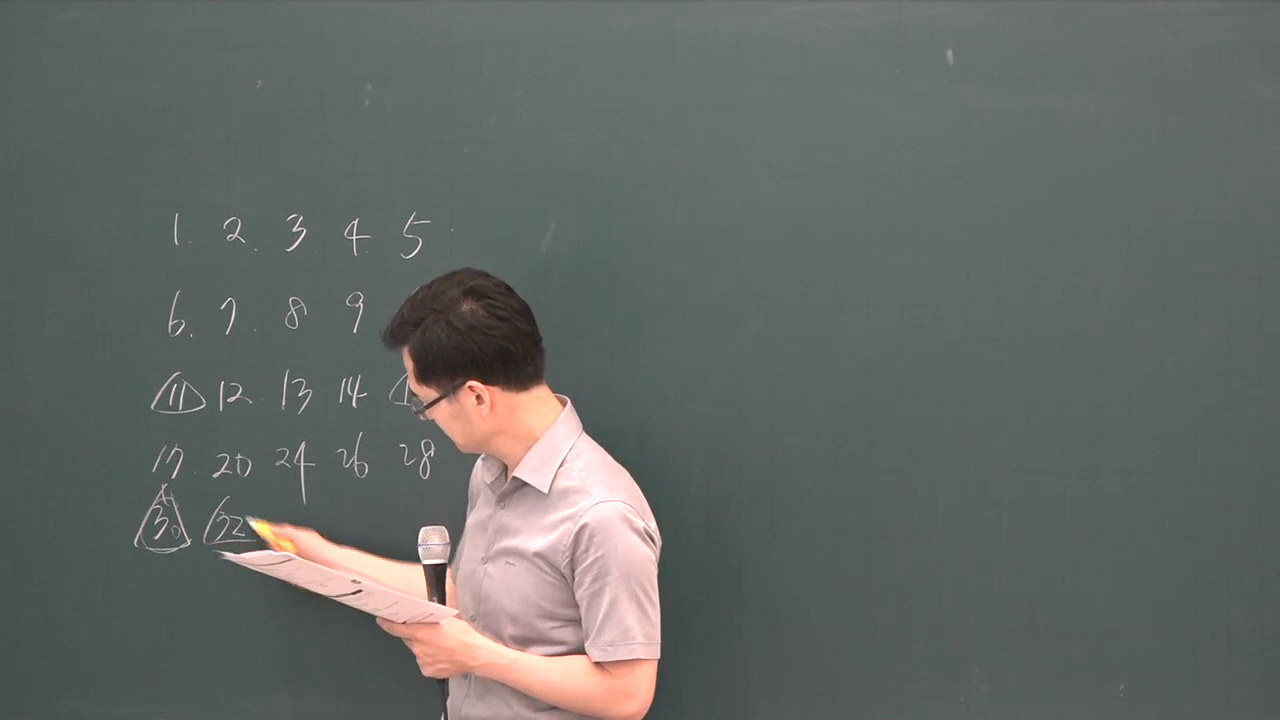 1. 2. 3 4. 5.
6. 7. 8 9
11 12. 13 14
17. 20 24 26 28
30 32